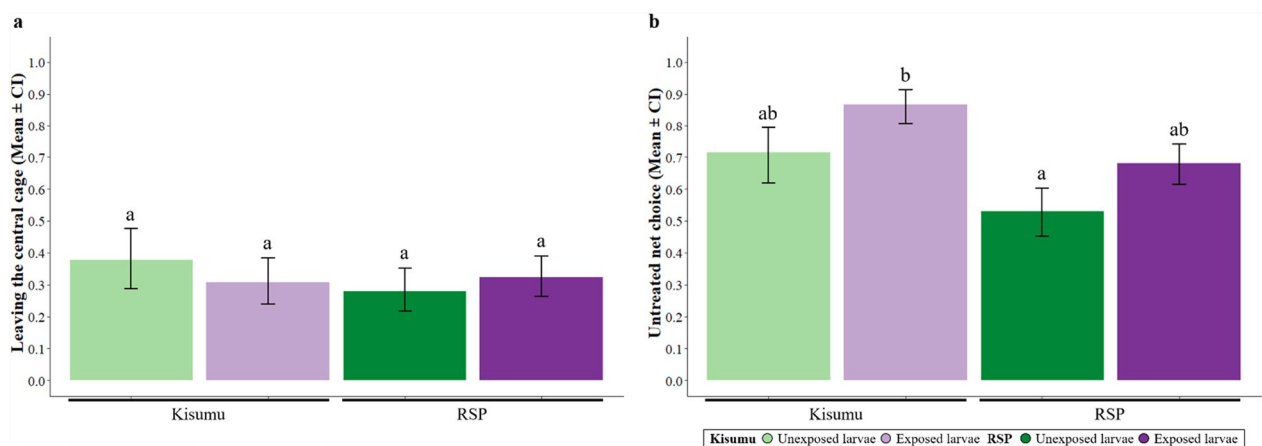 a
Leaving the central cage (Mean ± CI)
1.0
0.9
0.8
0.7
0.6
0.5
0.4
0.3
0.2
0.1
0.0
a
a
a
a
Kisumu
RSP
b
Untreated net choice (Mean ± CI)
1.0
0.9
0.8
0.7
0.6
0.5
0.4
0.3
0.2
0.1
0.0
ab
b
a
ab
Kisumu
RSP
Kisumu Unexposed larvae Exposed larvae RSP Unexposed larvae Exposed larvae